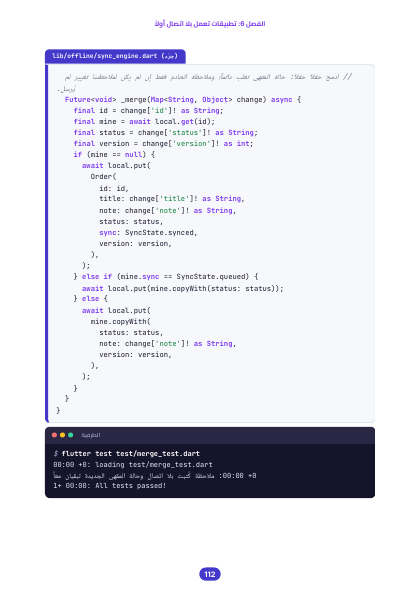 الفصل 6: تطبيقات تعمل بلا اتصال أولاً
lib/offline/sync_engine.dart (جزء)
// ادمج حقلاً حقلاً: حالة المقهى تغلب دائماً، وملاحظة الخادم فقط إن لم يكن لملاحظتنا تغيير لم
يُرسل.
Future<void> _merge(Map<String, Object> change) async {
final id = change['id']! as String;
final mine = await local.get(id);
final status = change['status']! as String;
final version = change['version']! as int;
if (mine == null) {
await local.put(
Order(
id: id,
title: change['title']! as String,
note: change['note']! as String,
status: status,
sync: SyncState.synced,
version: version,
),
);
} else if (mine.sync == SyncState.queued) {
await local.put(mine.copyWith(status: status));
} else {
await local.put(
mine.copyWith(
status: status,
note: change['note']! as String,
version: version,
),
);
}
}
}
الطرفية
$ flutter test test/merge_test.dart
00:00 +0: loading test/merge_test.dart
00:00 +0: ملاحظة كُتبت بلا اتصال وحالة المقهى الجديدة تبقيان معاً
00:00 +1: All tests passed!
112